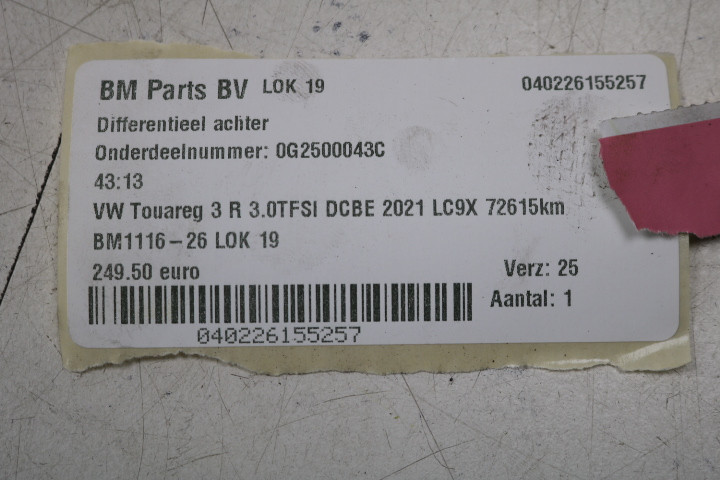 BM Parts BV LOK 19 040226155257
Differentieel achter
Onderdeelnummer: 0G2500043C
43:13
VW Touareg 3 R 3.0TFSI DCBE 2021 LC9X 72615km
BM1116-26 LOK 19
249.50 euro Verz: 25
Aantal: 1
040226155257